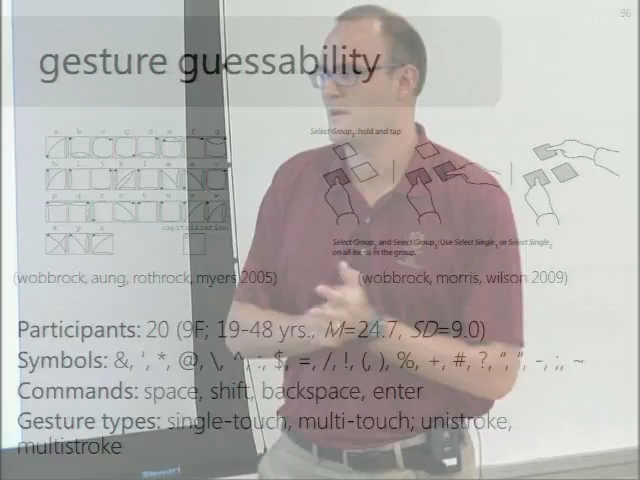 96
gesture guessability
a b c d e f g
h i j k l m n o
p q r s t u v w
x y z capitalization
Select Group1: hold and tap
Select Group2 and Select Group3: Use Select Single1 or Select Single2
on all items in the group.
(wobbrock, aung, rothrock, myers 2005)
(wobbrock, morris, wilson 2009)
Participants: 20 (9F; 19-48 yrs., M=24.7, SD=9.0)
Commands: space, shift, backspace, enter
Gesture types: single-touch, multi-touch; unistroke,
multistroke
Stewart